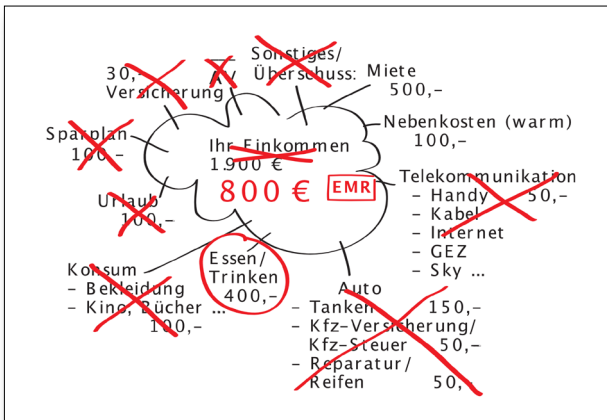 Sonstiges/
Überschuss:
30,-
Versicherung
AV
Miete
500,-
Nebenkosten (warm)
100,-
Sparplan
100,-
Ihr Einkommen
1.900 €
800 € EMR
Telekommunikation
- Handy 50,-
- Kabel
- Internet
- GEZ
- Sky ...
Urlaub
100,-
Essen/
Trinken
400,-
Konsum
- Bekleidung
- Kino, Bücher ...
100,-
Auto
- Tanken 150,-
- Kfz-Versicherung/
Kfz-Steuer 50,-
- Reparatur/
Reifen 50,-